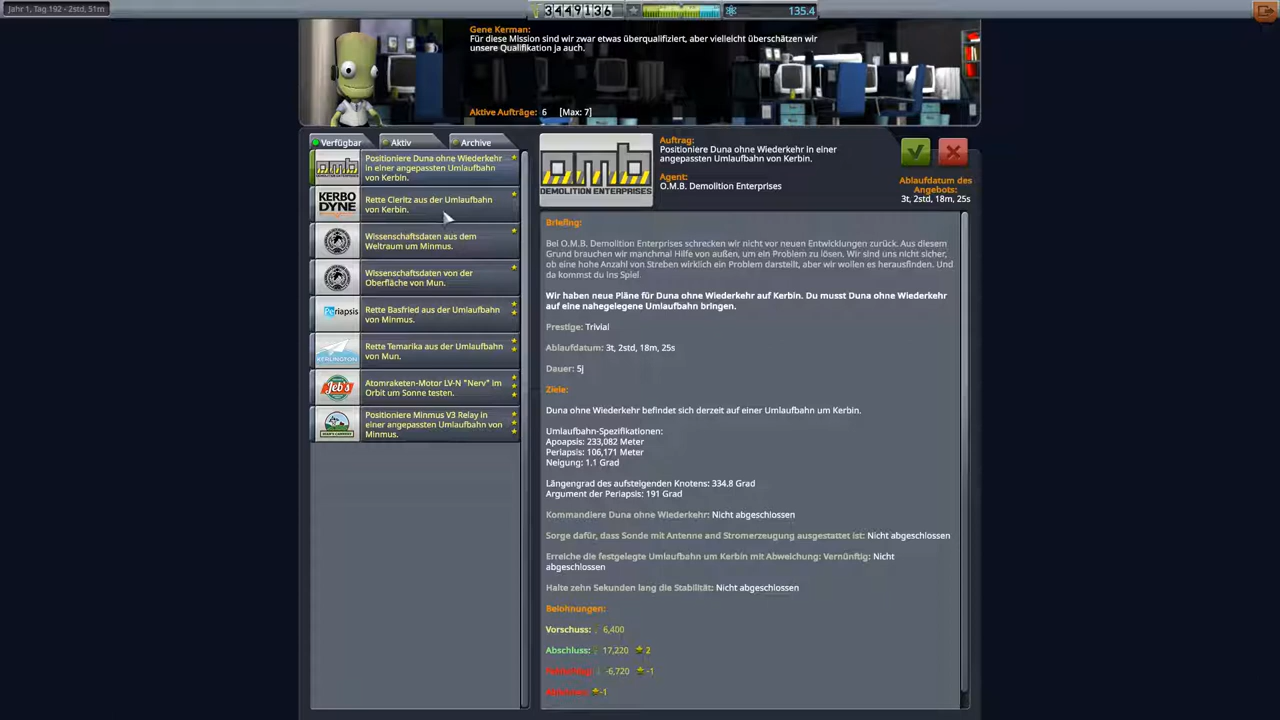 Jahr 1, Tag 192 - 2std, 51m
3449136
135.4
Gene Kerman:
Für diese Mission sind wir zwar etwas überqualifiziert, aber vielleicht überschätzen wir
unsere Qualifikation ja auch.
Aktive Aufträge: 6 [Max: 7]
Verfügbar
Aktiv
Archive
Positioniere Duna ohne Wiederkehr
in einer angepassten Umlaufbahn
von Kerbin.
KERBO
DYNE
Rette Cleritz aus der Umlaufbahn
von Kerbin.
Wissenschaftsdaten aus dem
Weltraum um Minmus.
Wissenschaftsdaten von der
Oberfläche von Mun.
Periapsis
Rette Basfried aus der Umlaufbahn
von Minmus.
KERLINGTON
Rette Temarika aus der Umlaufbahn
von Mun.
Jeb's
Atomraketen-Motor LV-N "Nerv" im
Orbit um Sonne testen.
Positioniere Minmus V3 Relay in
einer angepassten Umlaufbahn von
Minmus.
omb
DEMOLITION ENTERPRISES
Auftrag:
Positioniere Duna ohne Wiederkehr in einer
angepassten Umlaufbahn von Kerbin.
Agent:
O.M.B. Demolition Enterprises
Ablaufdatum des
Angebots:
3t, 2std, 18m, 25s
Briefing:
Bei O.M.B. Demolition Enterprises schrecken wir nicht vor neuen Entwicklungen zurück. Aus diesem
Grund brauchen wir manchmal Hilfe von außen, um ein Problem zu lösen. Wir sind uns nicht sicher,
ob eine hohe Anzahl von Streben wirklich ein Problem darstellt, aber wir wollen es herausfinden. Und
da kommst du ins Spiel.
Wir haben neue Pläne für Duna ohne Wiederkehr auf Kerbin. Du musst Duna ohne Wiederkehr
auf eine nahegelegene Umlaufbahn bringen.
Prestige: Trivial
Ablaufdatum: 3t, 2std, 18m, 25s
Dauer: 5j
Ziele:
Duna ohne Wiederkehr befindet sich derzeit auf einer Umlaufbahn um Kerbin.
Umlaufbahn-Spezifikationen:
Apoapsis: 233,082 Meter
Periapsis: 106,171 Meter
Neigung: 1.1 Grad
Längengrad des aufsteigenden Knotens: 334.8 Grad
Argument der Periapsis: 191 Grad
Kommandiere Duna ohne Wiederkehr: Nicht abgeschlossen
Sorge dafür, dass Sonde mit Antenne and Stromerzeugung ausgestattet ist: Nicht abgeschlossen
Erreiche die festgelegte Umlaufbahn um Kerbin mit Abweichung: Vernünftig: Nicht
abgeschlossen
Halte zehn Sekunden lang die Stabilität: Nicht abgeschlossen
Belohnungen:
Vorschuss: 6,400
Abschluss: 17,220 2
-6,720 -1
-1